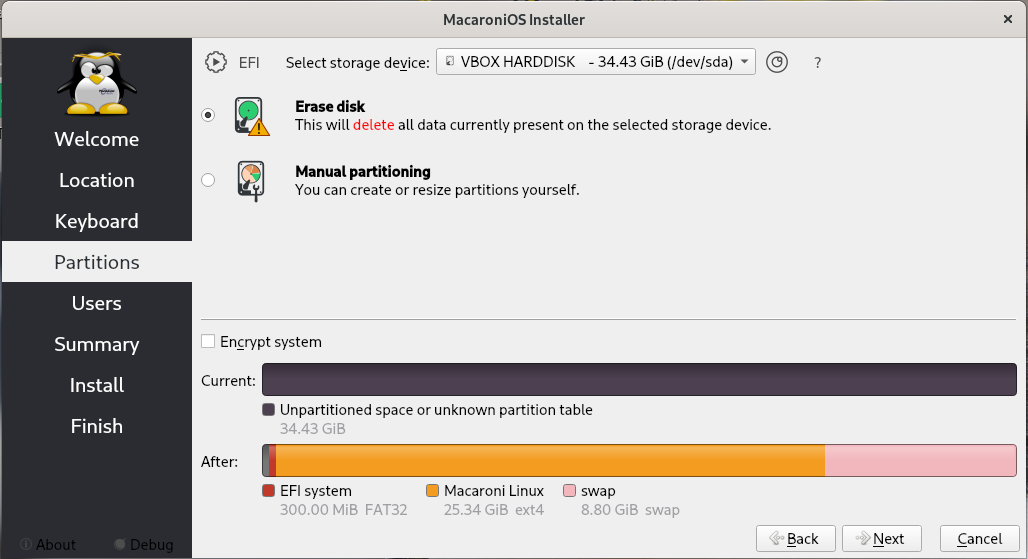 MacaroniOS Installer
×
EFI Select storage device: VBOX HARDDISK - 34.43 GiB (/dev/sda) ?
Welcome
Location
Keyboard
Partitions
Users
Summary
Install
Finish
About Debug
Erase disk
This will delete all data currently present on the selected storage device.
Manual partitioning
You can create or resize partitions yourself.
Encrypt system
Current:
Unpartitioned space or unknown partition table
34.43 GiB
After:
EFI system Macaroni Linux swap
300.00 MiB FAT32 25.34 GiB ext4 8.80 GiB swap
Back Next Cancel